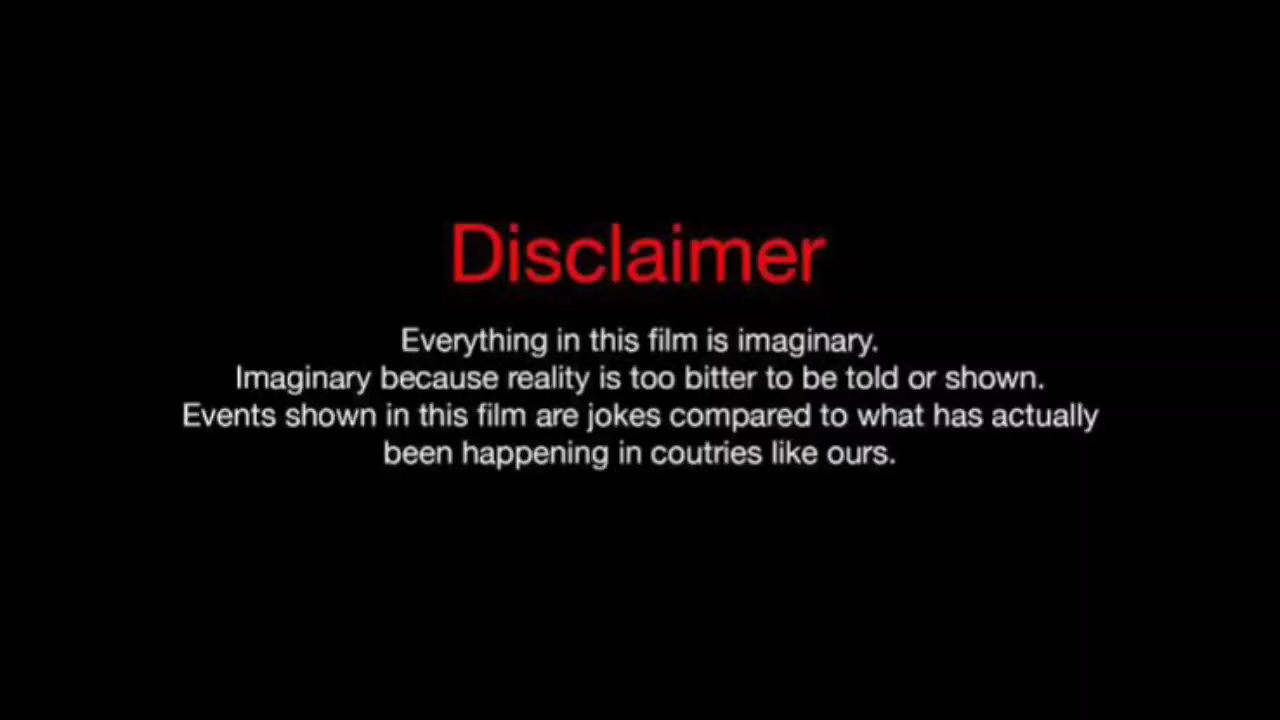 Disclaimer
Everything in this film is imaginary.
Imaginary because reality is too bitter to be told or shown.
Events shown in this film are jokes compared to what has actually
been happening in coutries like ours.